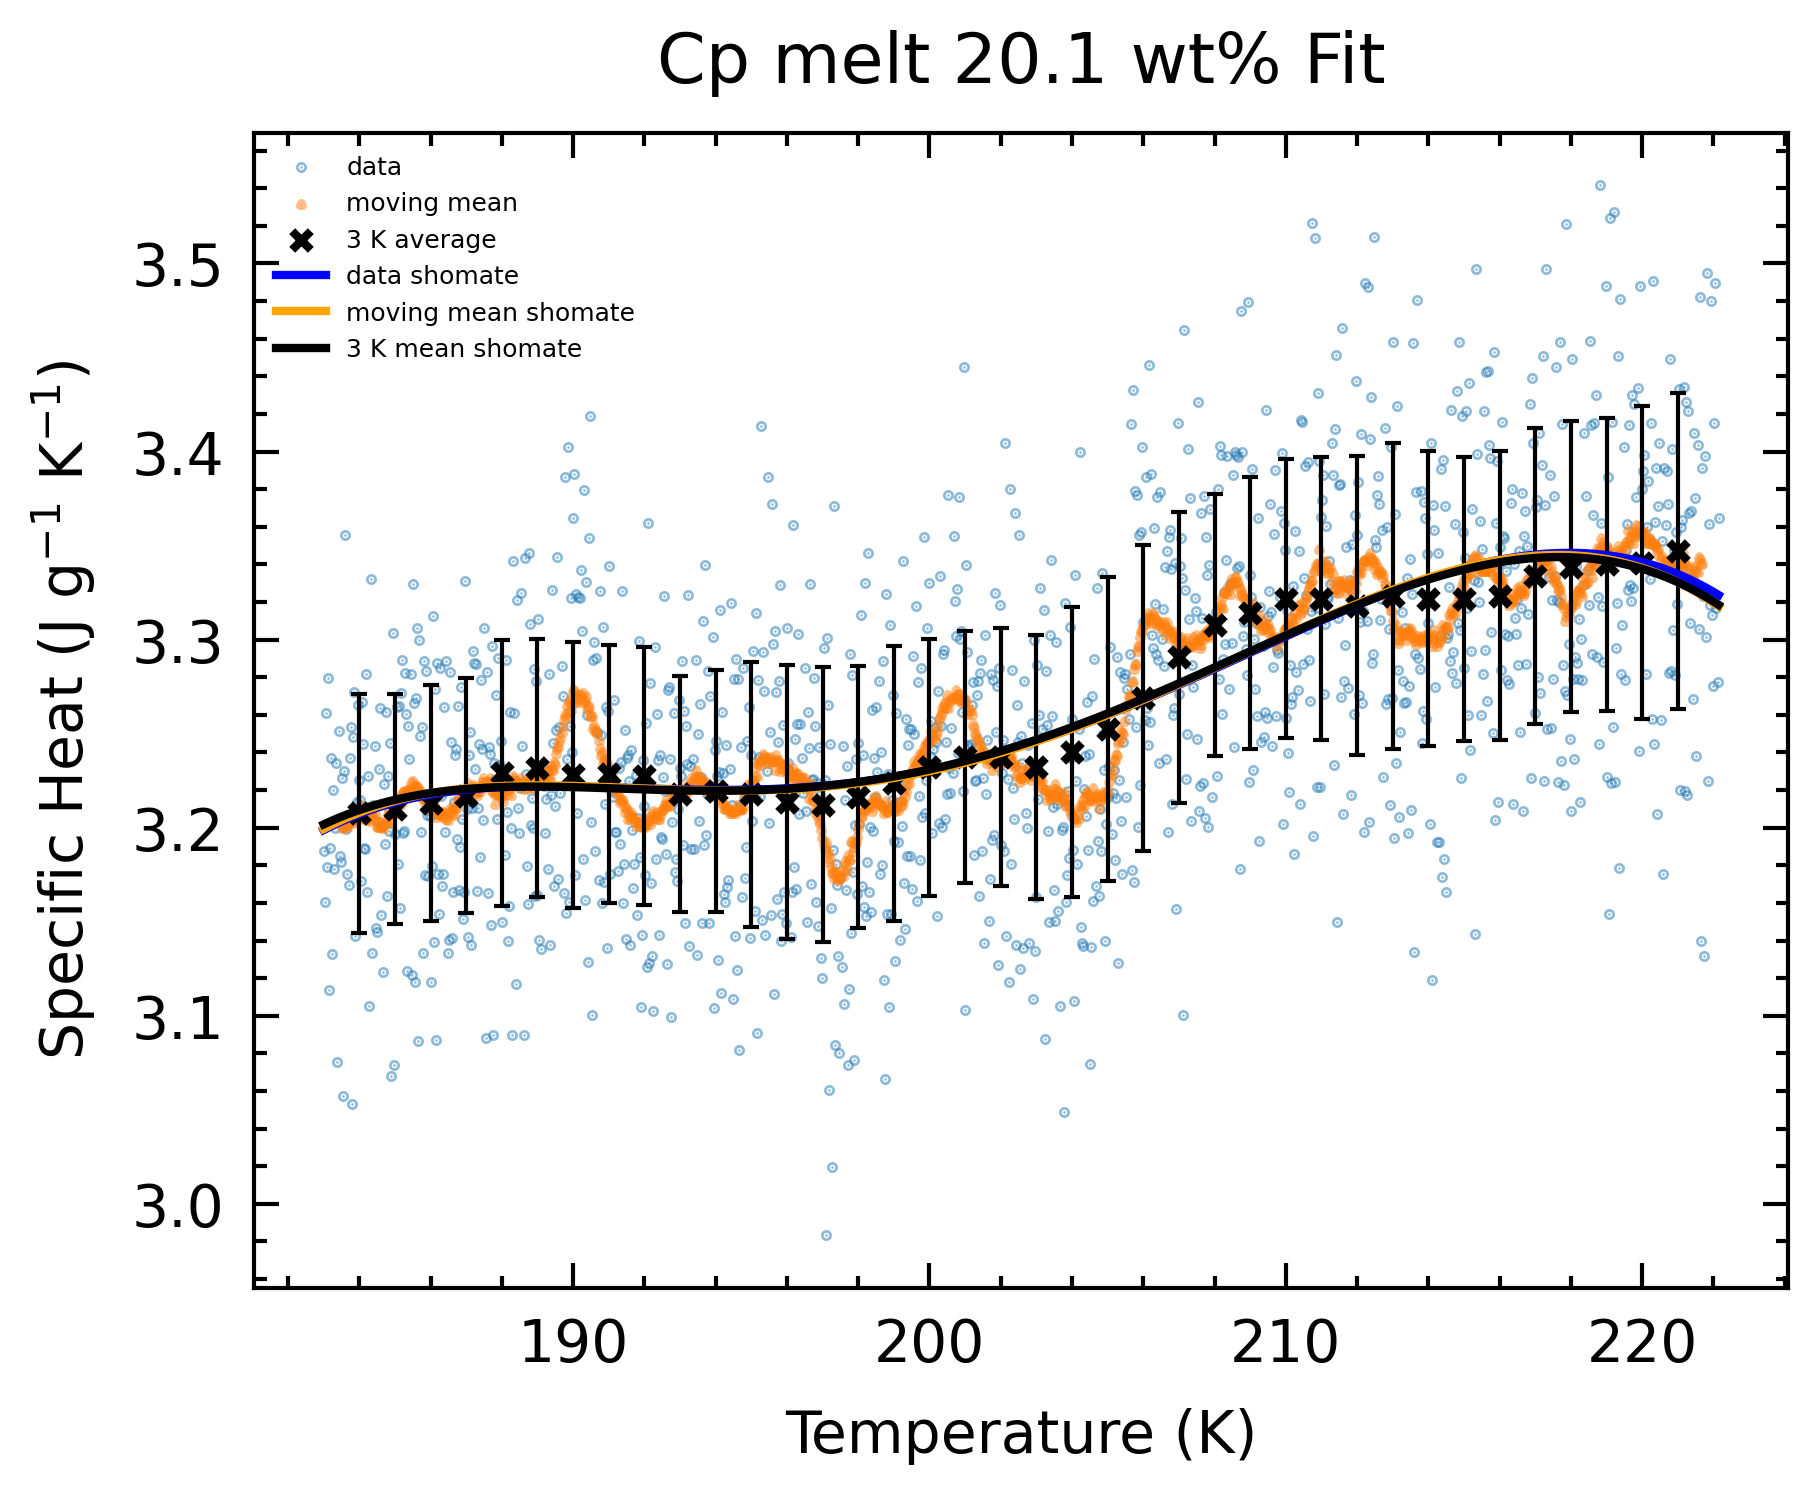 Cp melt 20.1 wt% Fit
data
moving mean
3 K average
data shomate
moving mean shomate
3 K mean shomate
3.5
3.4
3.3
3.2
3.1
3.0
Specific Heat (J g⁻¹ K⁻¹)
190 200 210 220
Temperature (K)